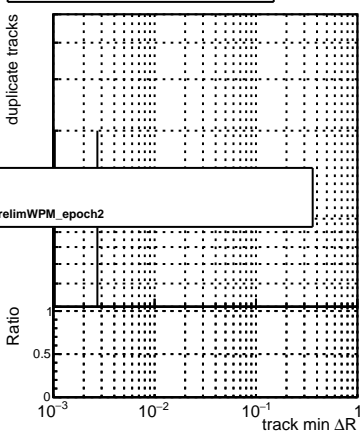 duplicate tracks
relimWPM_epoch2
Ratio
1
0.5
0
10⁻³ 10⁻² 10⁻¹ 1
track min ΔR